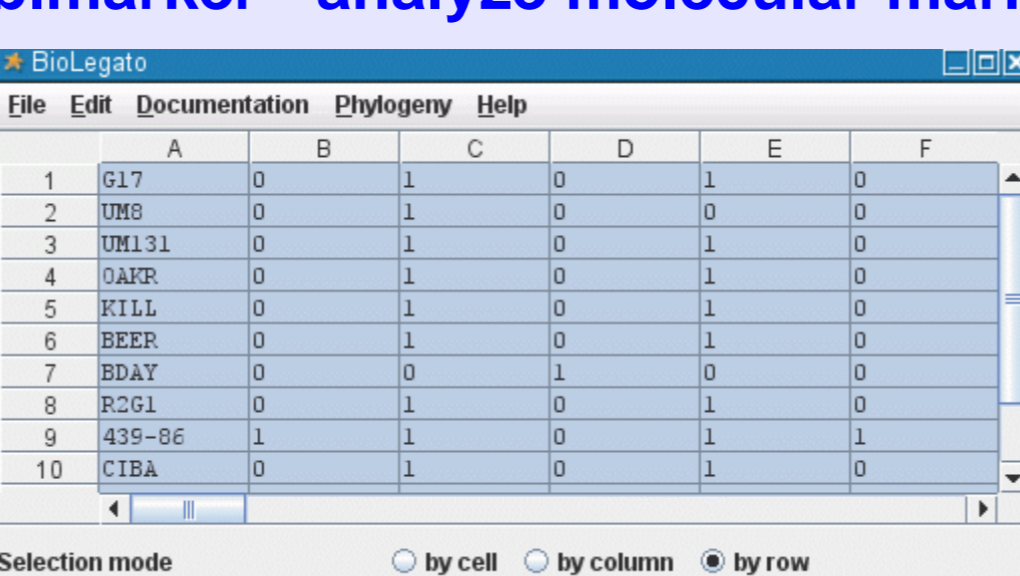 blmarker - analyze molecular mar
BioLegato
File Edit Documentation Phylogeny Help
A B C D E F
1 G17 0 1 0 1 0
2 UM8 0 1 0 0 0
3 UM131 0 1 0 1 0
4 OAKR 0 1 0 1 0
5 KILL 0 1 0 1 0
6 BEER 0 1 0 1 0
7 BDAY 0 0 1 0 0
8 R2G1 0 1 0 1 0
9 439-86 1 1 0 1 1
10 CIBA 0 1 0 1 0
Selection mode by cell by column by row